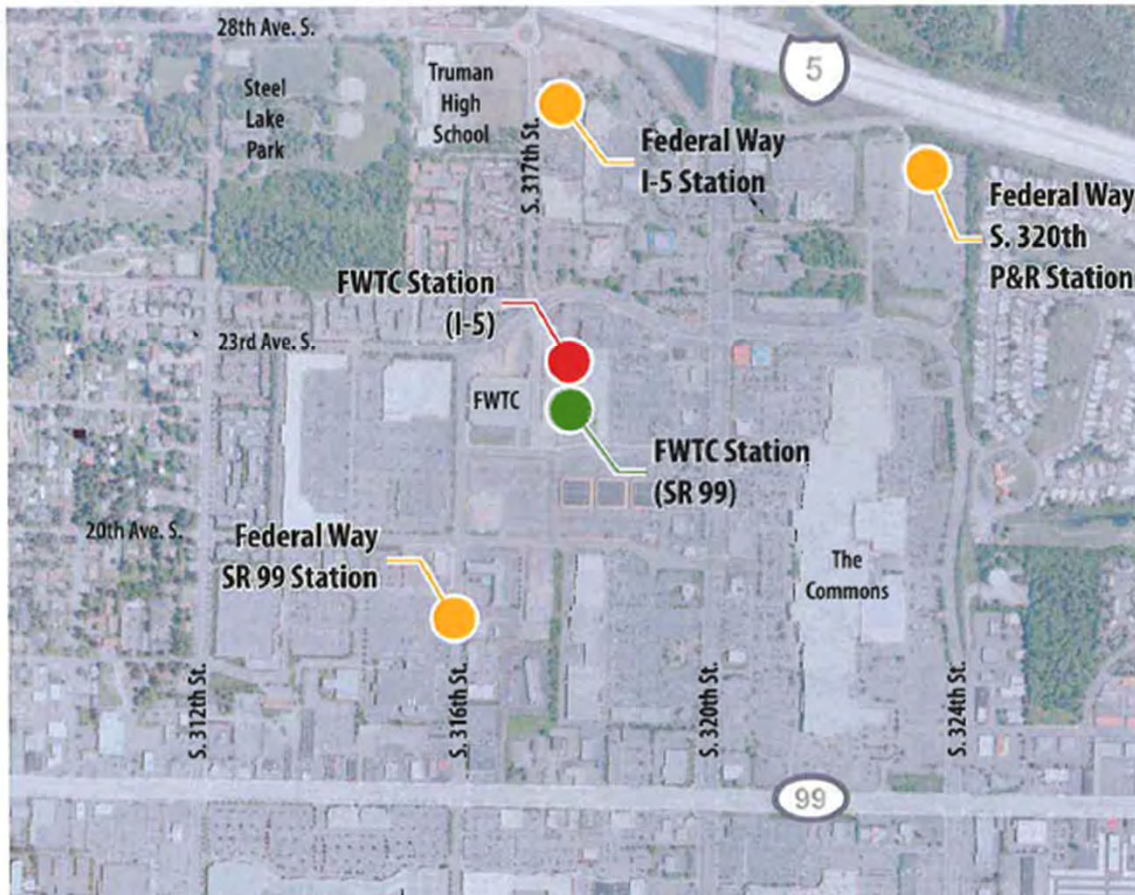 28th Ave. S.
Steel
Lake
Park
Truman
High
School
S. 317th St.
5
Federal Way
I-5 Station
Federal Way
S. 320th
P&R Station
FWTC Station
(I-5)
23rd Ave. S.
FWTC
FWTC Station
(SR 99)
20th Ave. S.
Federal Way
SR 99 Station
The
Commons
S. 312th St.
S. 316th St.
S. 320th St.
S. 324th St.
99